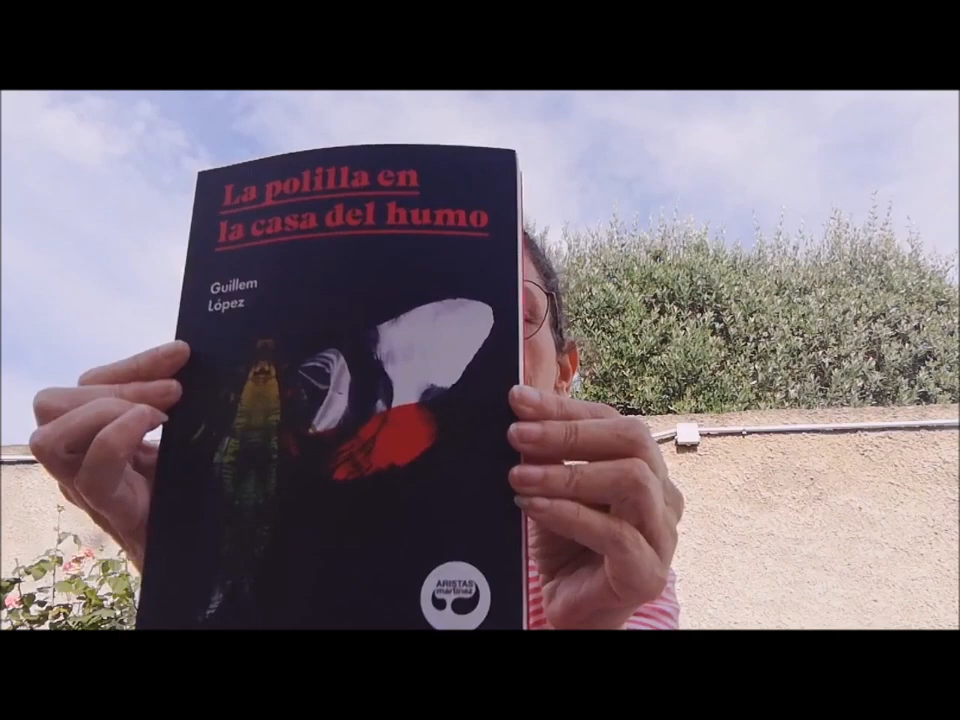 La polilla en
la casa del humo
Guillem
López
ARISTAS
martínez